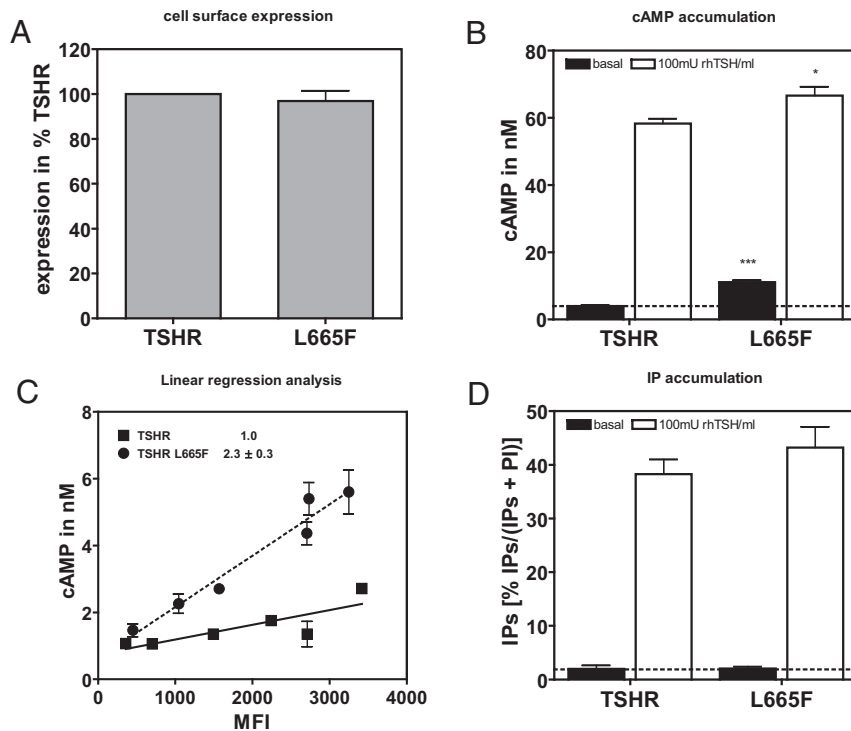 A
cell surface expression
expression in % TSHR
120
100
80
60
40
20
0
TSHR L665F
B
cAMP accumulation
cAMP in nM
80
60
40
20
0
basal 100mU rhTSH/ml
***
*
TSHR L665F
C
Linear regression analysis
cAMP in nM
8
6
4
2
0
TSHR 1.0
TSHR L665F 2.3 ± 0.3
0 1000 2000 3000 4000
MFI
D
IP accumulation
IPs [% IPs/(IPs + PI)]
50
40
30
20
10
0
basal 100mU rhTSH/ml
TSHR L665F